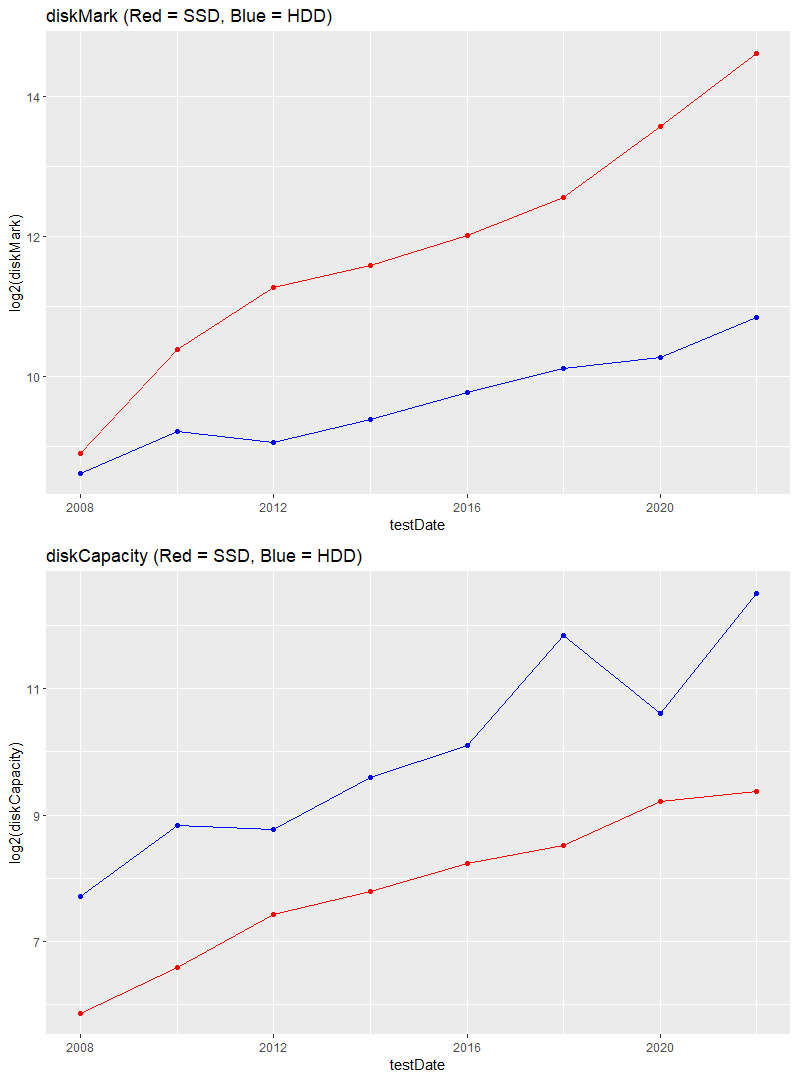 diskMark (Red = SSD, Blue = HDD)
14
12
10
log2(diskMark)
2008
2012
2016
2020
testDate
diskCapacity (Red = SSD, Blue = HDD)
11
9
7
log2(diskCapacity)
2008
2012
2016
2020
testDate